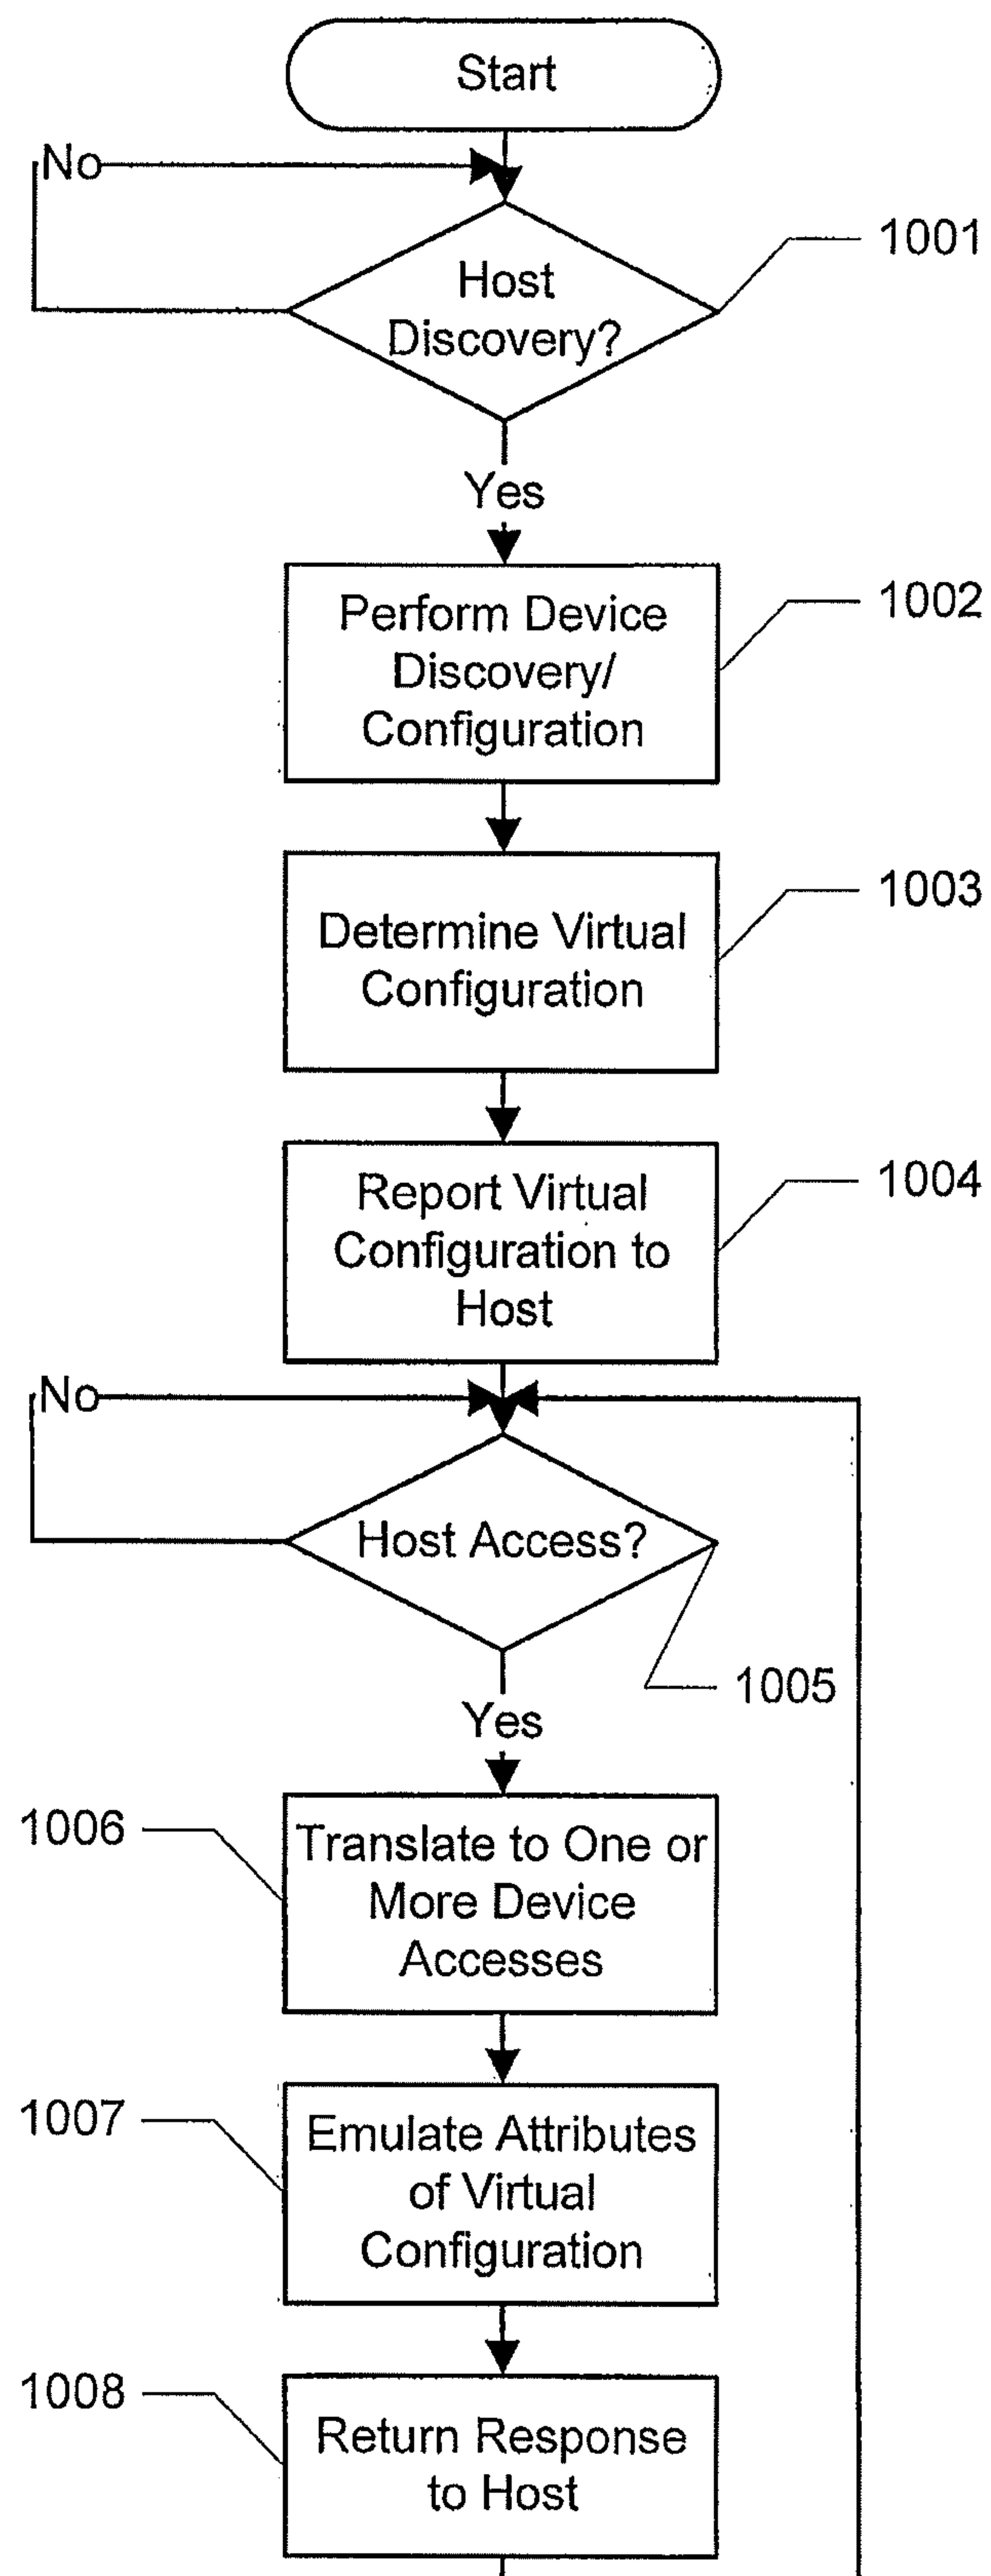 Start
No
Host
Discovery?
1001
Yes
Perform Device
Discovery/
Configuration
1002
Determine Virtual
Configuration
1003
Report Virtual
Configuration to
Host
1004
No
Host Access?
1005
Yes
1006
Translate to One or
More Device
Accesses
1007
Emulate Attributes
of Virtual
Configuration
1008
Return Response
to Host